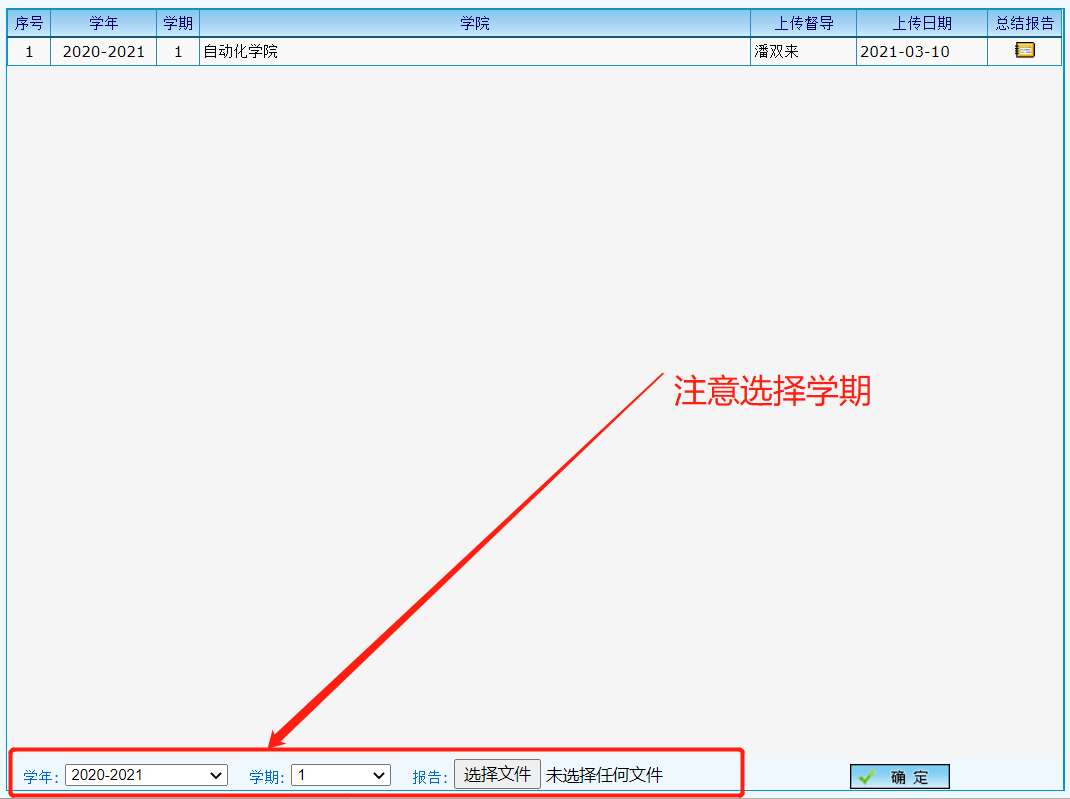 序号 学年 学期 学院 上传督导 上传日期 总结报告
1 2020-2021 1 自动化学院 潘双来 2021-03-10
注意选择学期
学年: 2020-2021 学期: 1 报告: 选择文件 未选择任何文件 确 定